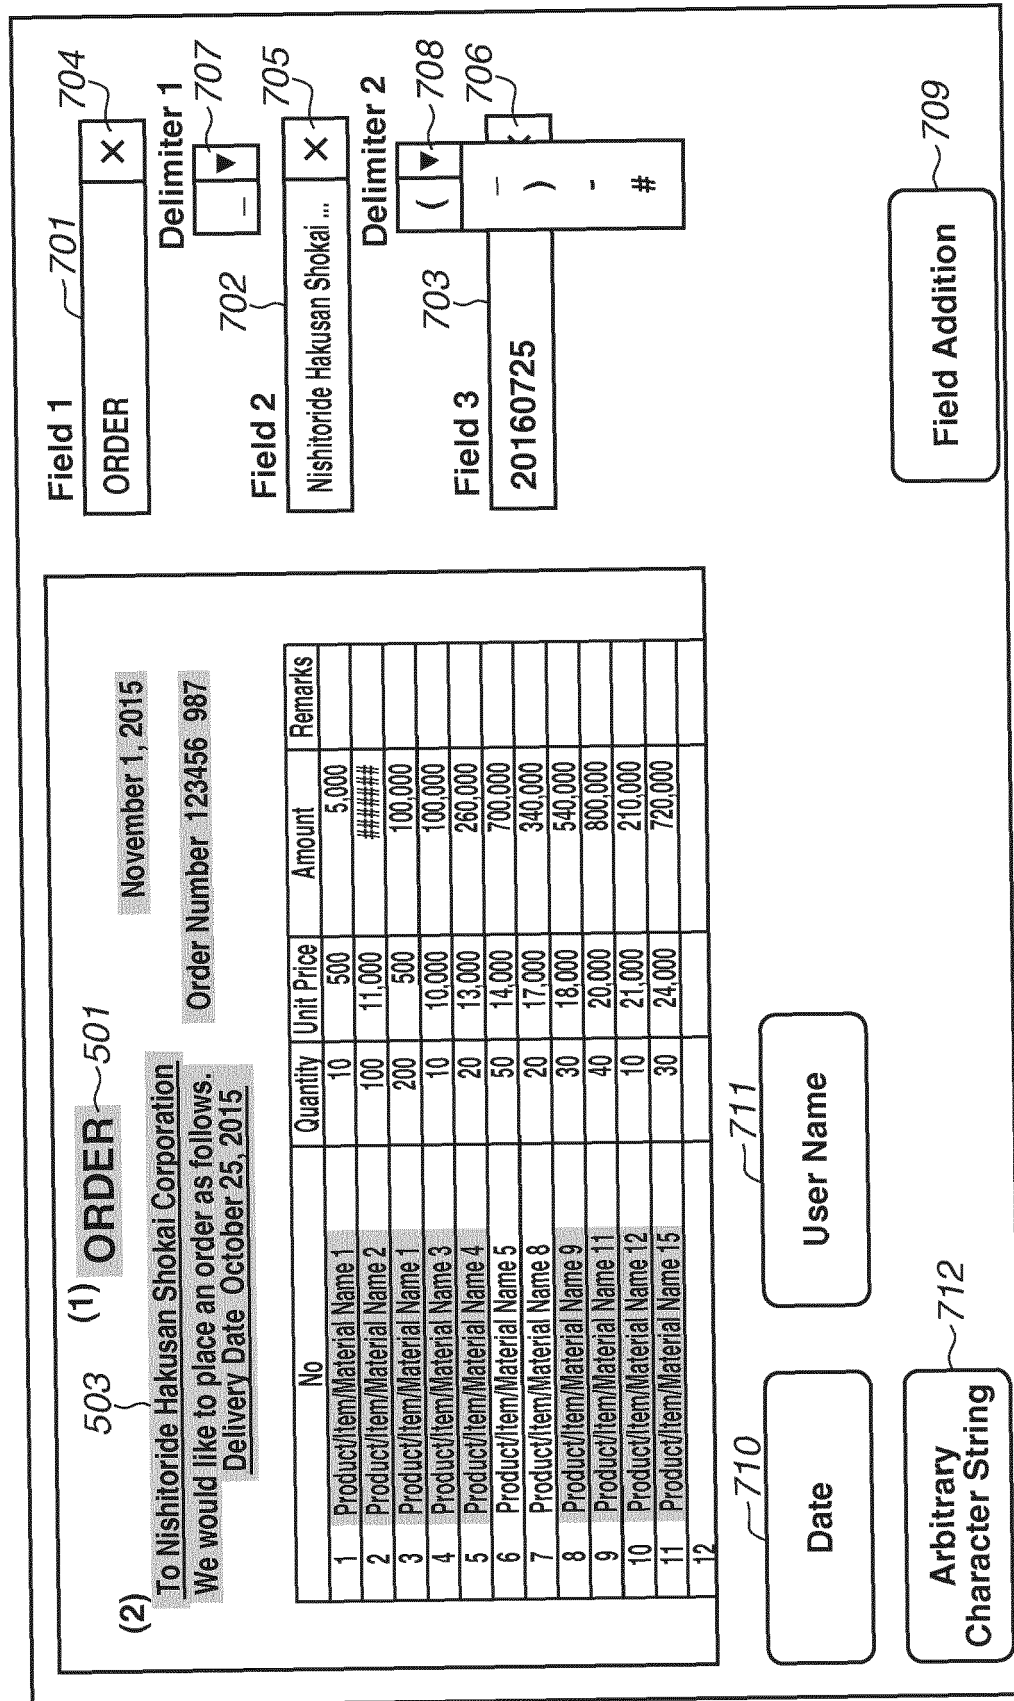 503
(1) ORDER 501
(2) To Nishitoride Hakusan Shokai Corporation
We would like to place an order as follows.
Delivery Date October 25, 2015
November 1, 2015
Order Number 123456 987
No Quantity Unit Price Amount Remarks
1 Product/Item/Material Name 1 10 500 5,000
2 Product/Item/Material Name 2 100 11,000 #######
3 Product/Item/Material Name 1 200 500 100,000
4 Product/Item/Material Name 3 10 10,000 100,000
5 Product/Item/Material Name 4 20 13,000 260,000
6 Product/Item/Material Name 5 50 14,000 700,000
7 Product/Item/Material Name 8 20 17,000 340,000
8 Product/Item/Material Name 9 30 18,000 540,000
9 Product/Item/Material Name 11 40 20,000 800,000
10 Product/Item/Material Name 12 10 21,000 210,000
11 Product/Item/Material Name 15 30 24,000 720,000
12
Field 1 701 704
ORDER ×
Delimiter 1
_ ▼ 707
Field 2 702 705
Nishitoride Hakusan Shokai ... ×
Delimiter 2
( ▼ 708
Field 3 703 706
20160725
_
)
-
#
710 711
Date User Name
709
Field Addition
712
Arbitrary
Character String